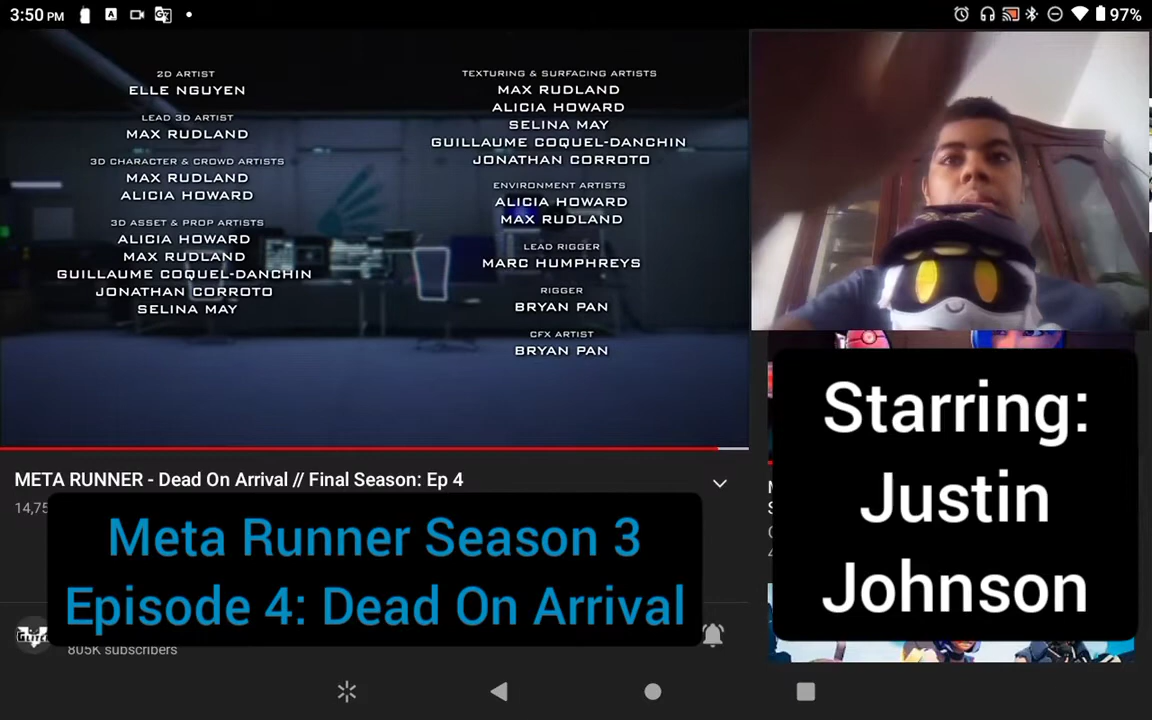 3:50 PM
97%
2D ARTIST
ELLE NGUYEN
LEAD 3D ARTIST
MAX RUDLAND
3D CHARACTER & CROWD ARTISTS
MAX RUDLAND
ALICIA HOWARD
3D ASSET & PROP ARTISTS
ALICIA HOWARD
MAX RUDLAND
GUILLAUME COQUEL-DANCHIN
JONATHAN CORROTO
SELINA MAY
TEXTURING & SURFACING ARTISTS
MAX RUDLAND
ALICIA HOWARD
SELINA MAY
GUILLAUME COQUEL-DANCHIN
JONATHAN CORROTO
ENVIRONMENT ARTISTS
ALICIA HOWARD
MAX RUDLAND
LEAD RIGGER
MARC HUMPHREYS
RIGGER
BRYAN PAN
CFX ARTIST
BRYAN PAN
META RUNNER - Dead On Arrival // Final Season: Ep 4
14,75
Meta Runner Season 3
Episode 4: Dead On Arrival
805K subscribers
Starring:
Justin
Johnson